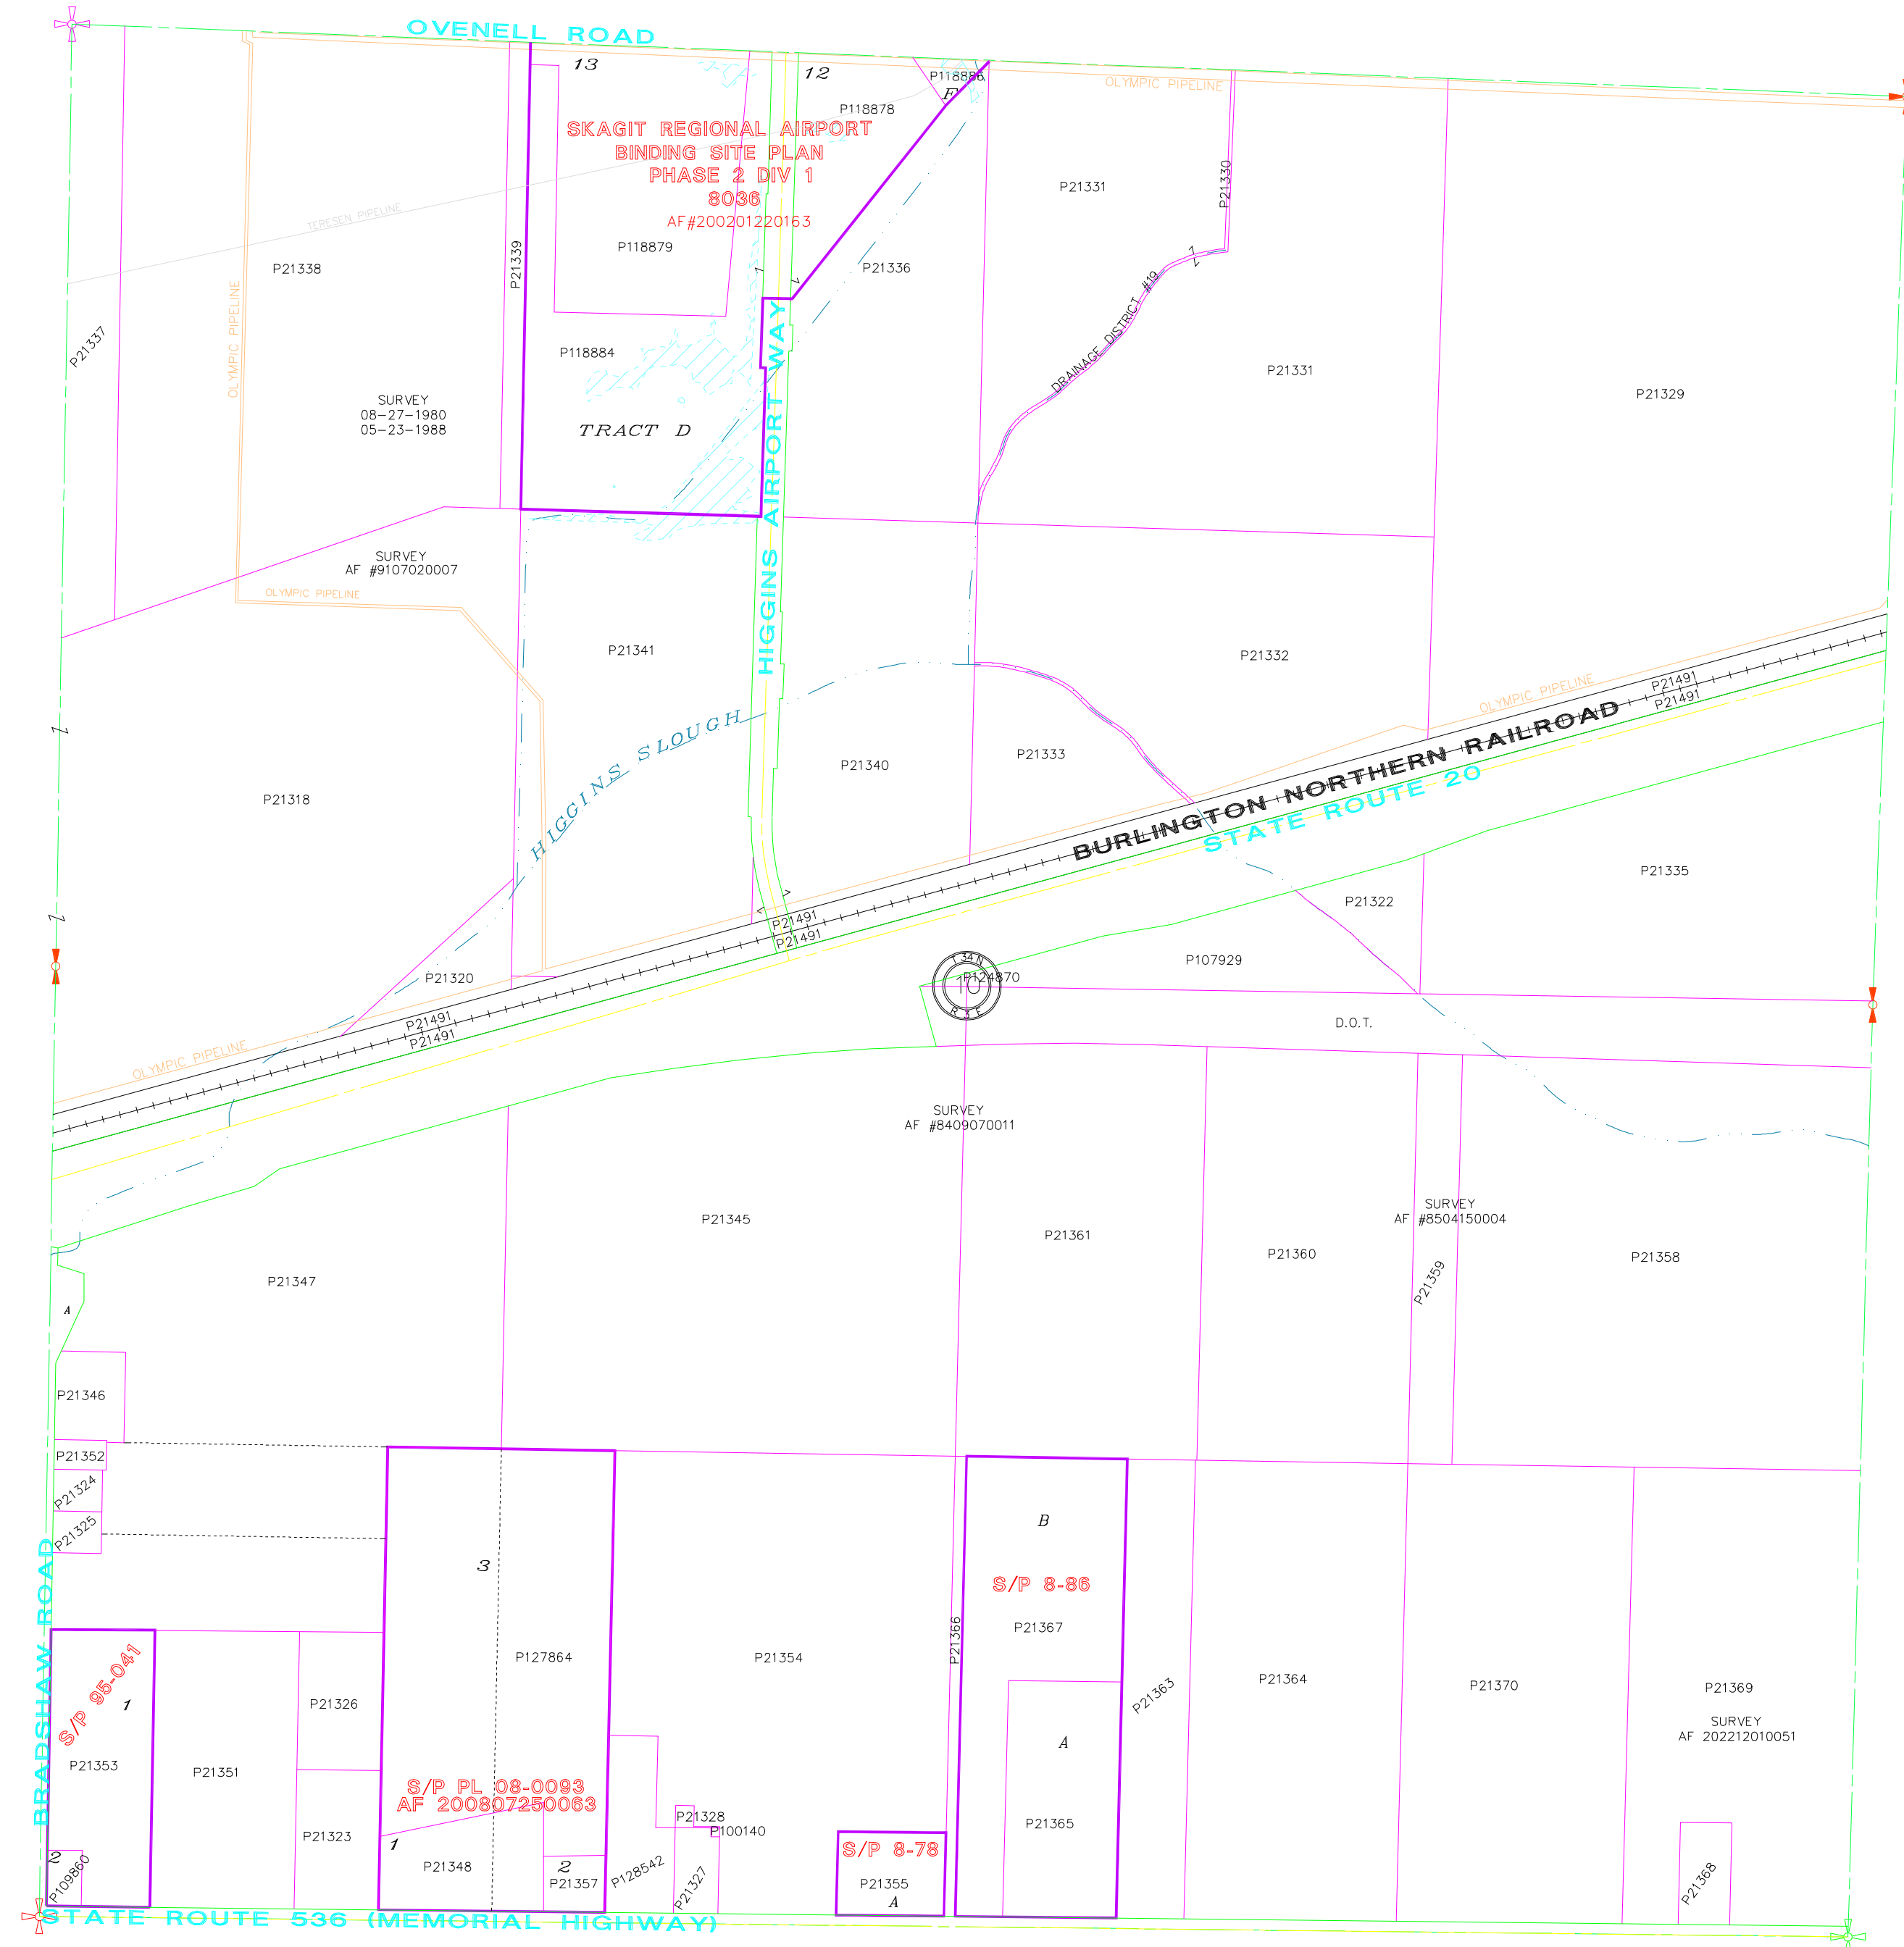 OVENELL ROAD
13
12
P118886
F
OLYMPIC PIPELINE
P118878
SKAGIT REGIONAL AIRPORT
BINDING SITE PLAN
PHASE 2 DIV 1
8036
AF#200201220163
P21331
P21330
TERESEN PIPELINE
P21338
P21339
P118879
P21336
OLYMPIC PIPELINE
P21337
DRAINAGE DISTRICT #19
P118884
P21331
P21329
SURVEY
08-27-1980
05-23-1988
TRACT D
HIGGINS AIRPORT WAY
SURVEY
AF #9107020007
OLYMPIC PIPELINE
P21341
P21332
P21491
P21491
OLYMPIC PIPELINE
HIGGINS SLOUGH
P21340
P21333
BURLINGTON NORTHERN RAILROAD
STATE ROUTE 20
P21318
P21335
P21322
P21491
P21491
P21320
P107929
T 34 N
P124870
10
R 3 E
P21491
P21491
D.O.T.
OLYMPIC PIPELINE
SURVEY
AF #8409070011
P21345
SURVEY
AF #8504150004
P21361
P21360
P21358
P21359
P21347
A
P21346
P21352
P21324
P21325
B
3
S/P 8-86
BRADSHAW ROAD
P21366
P21367
S/P 95-041
1
P127864
P21354
P21363
P21364
P21370
P21369
SURVEY
AF 202212010051
P21326
P21353
P21351
A
S/P PL 08-0093
AF 200807250063
P21328
P100140
P21365
P21323
1
S/P 8-78
2
P109860
P21348
2
P21357
P128542
P21327
P21355
A
P21368
STATE ROUTE 536 (MEMORIAL HIGHWAY)